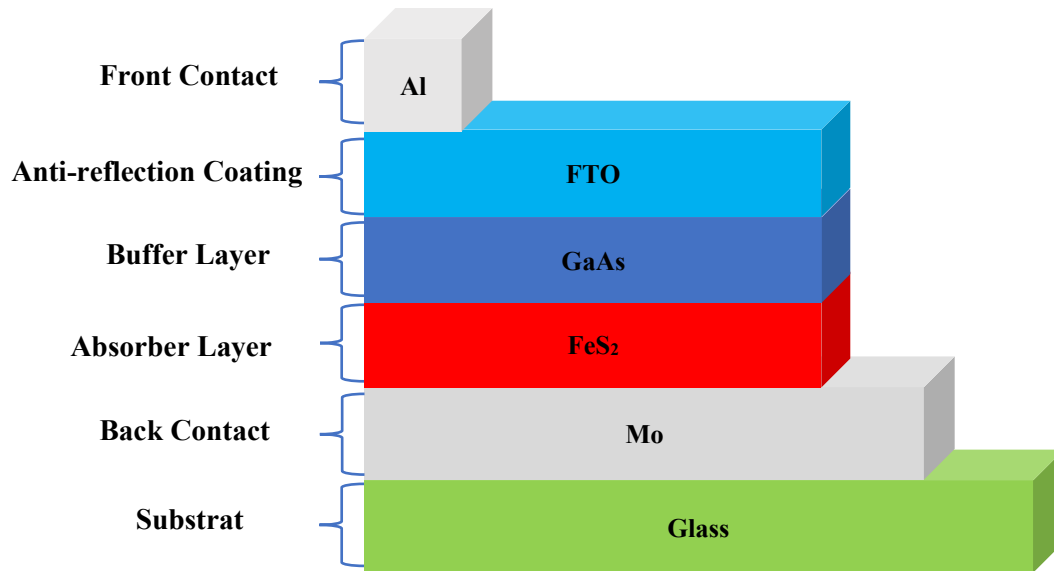 Front Contact
Al
Anti-reflection Coating
FTO
Buffer Layer
GaAs
Absorber Layer
FeS₂
Back Contact
Mo
Substrat
Glass